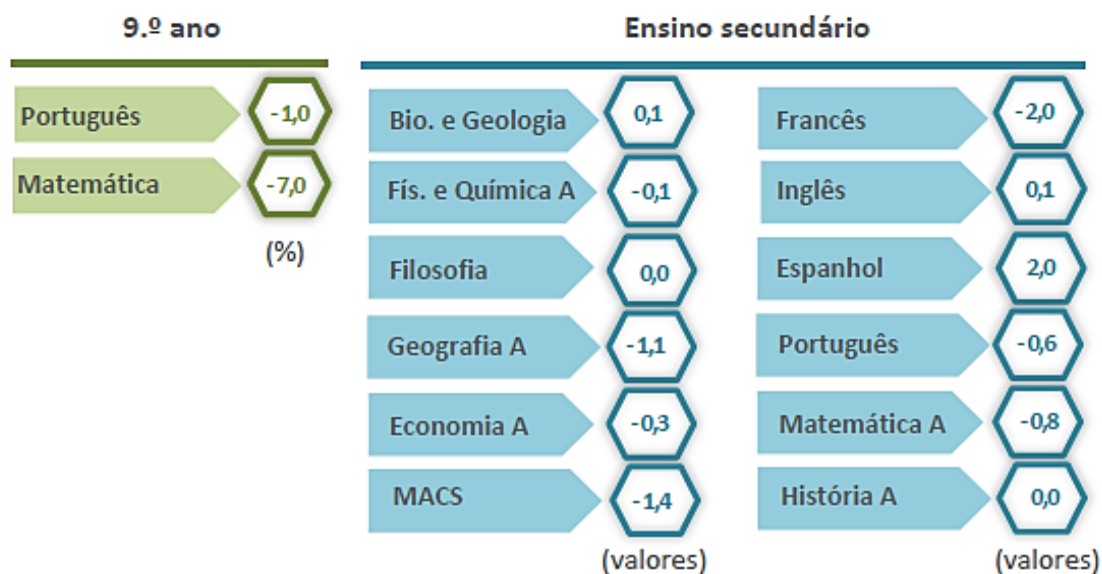 9.º ano
Português
-1,0
Matemática
-7,0
(%)
Ensino secundário
Bio. e Geologia
0,1
Fís. e Química A
-0,1
Filosofia
0,0
Geografia A
-1,1
Economia A
-0,3
MACS
-1,4
(valores)
Francês
-2,0
Inglês
0,1
Espanhol
2,0
Português
-0,6
Matemática A
-0,8
História A
0,0
(valores)